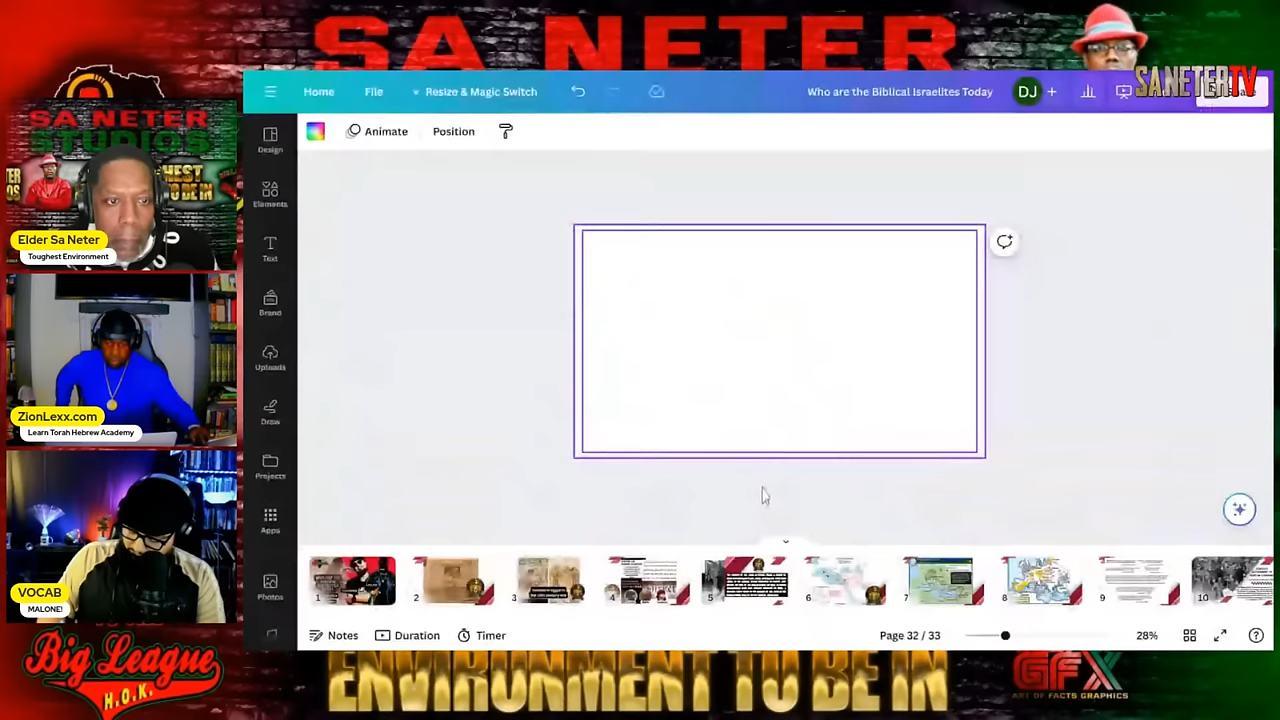 SA NETER
SANETERTV
SA NETER
STUDIOS
Home
File
Resize & Magic Switch
Who are the Biblical Israelites Today
DJ
Animate
Position
Design
Elements
Text
Brand
Uploads
Draw
Projects
Apps
Photos
Elder Sa Neter
Toughest Environment
ZionLexx.com
Learn Torah Hebrew Academy
VOCAB
MALONE!
1
2
3
4
5
6
7
8
9
10
Notes
Duration
Timer
Page 32 / 33
28%
Big League
H.O.K.
ENVIRONMENT TO BE IN
GFX
ART OF FACTS GRAPHICS